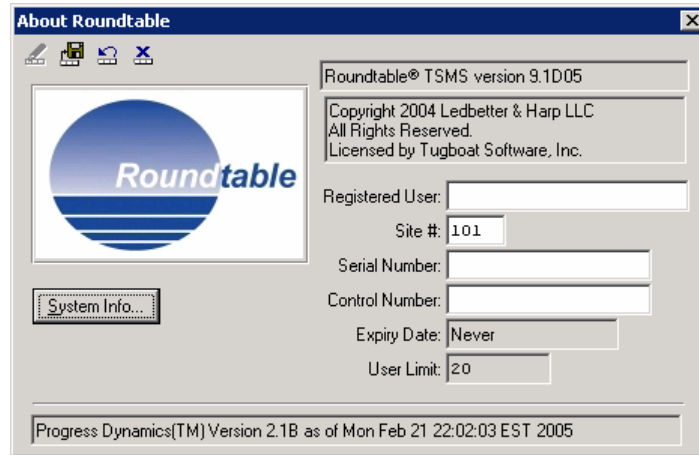 About Roundtable
Roundtable® TSMS version 9.1D05
Copyright 2004 Ledbetter & Harp LLC
All Rights Reserved.
Licensed by Tugboat Software, Inc.
Roundtable
Registered User:
Site #: 101
Serial Number:
System Info...
Control Number:
Expiry Date: Never
User Limit: 20
Progress Dynamics(TM) Version 2.1B as of Mon Feb 21 22:02:03 EST 2005